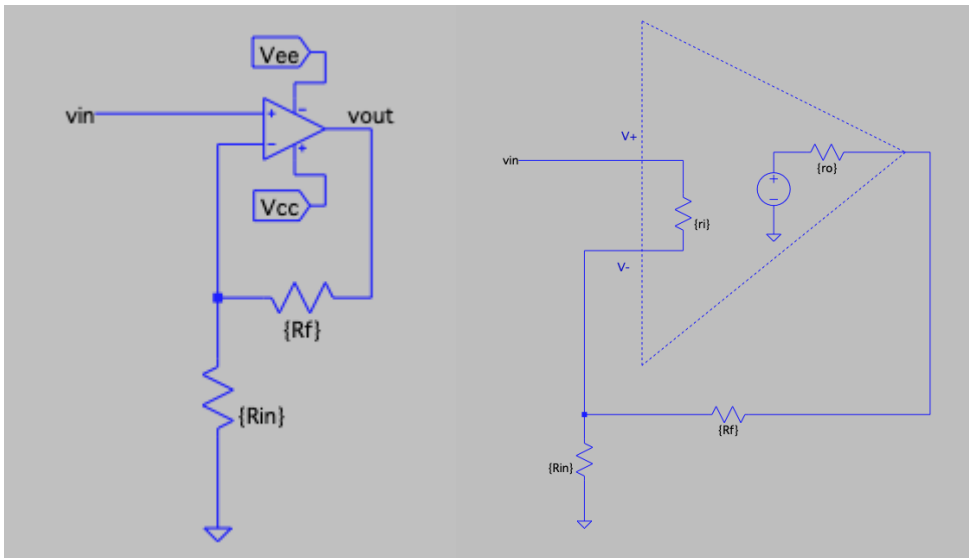 Vee
vin
+
-
vout
-
+
Vcc
{Rf}
{Rin}
V+
vin
{ri}
V-
+
−
{ro}
{Rf}
{Rin}